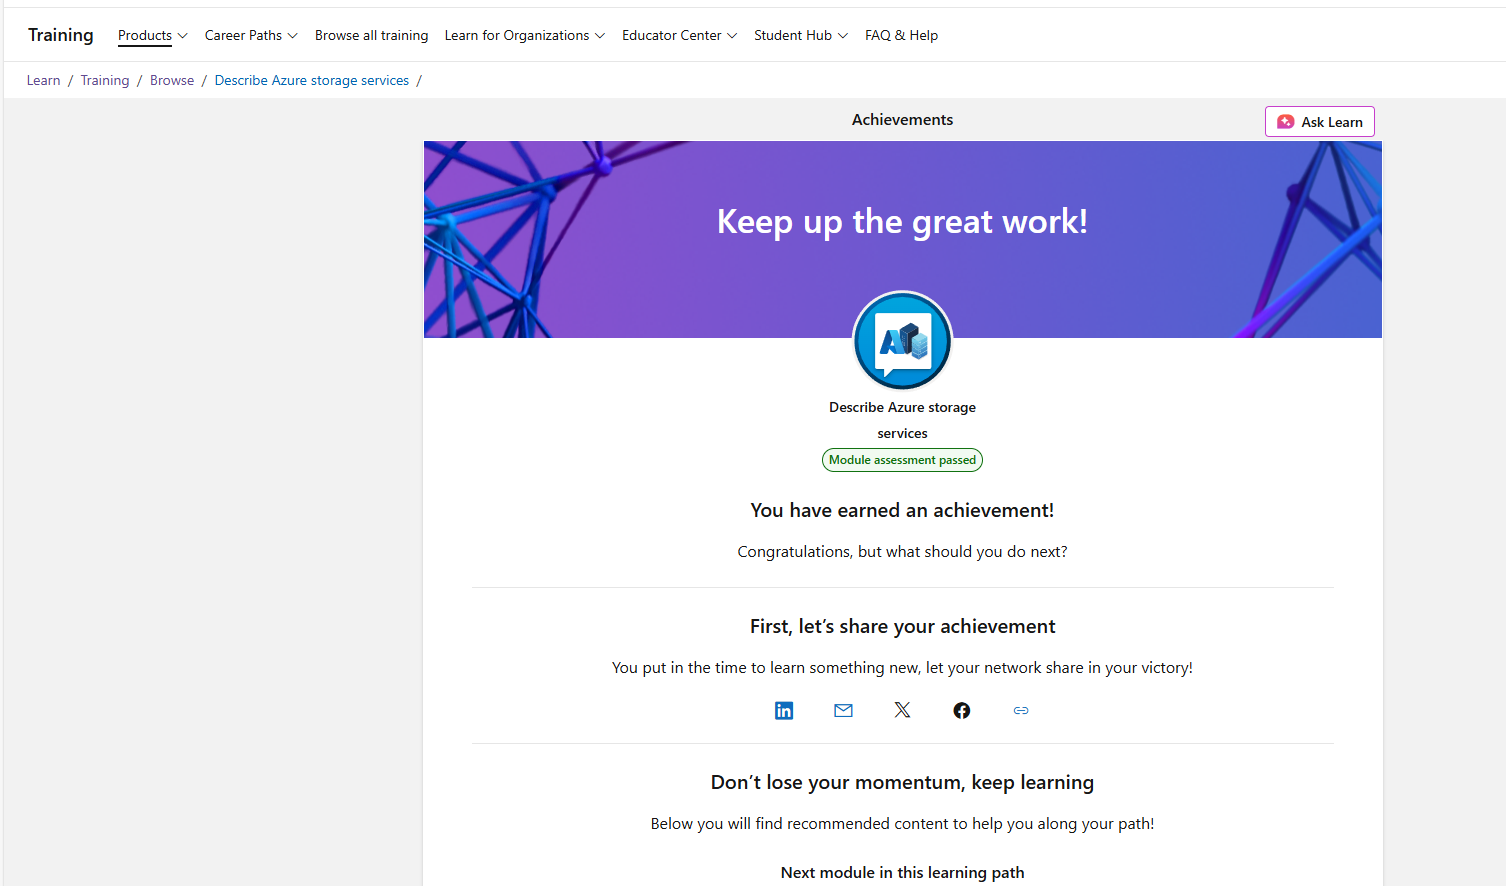 Training Products Career Paths Browse all training Learn for Organizations Educator Center Student Hub FAQ & Help
Learn / Training / Browse / Describe Azure storage services /
Achievements
Ask Learn
Keep up the great work!
Describe Azure storage
services
Module assessment passed
You have earned an achievement!
Congratulations, but what should you do next?
First, let’s share your achievement
You put in the time to learn something new, let your network share in your victory!
Don’t lose your momentum, keep learning
Below you will find recommended content to help you along your path!
Next module in this learning path